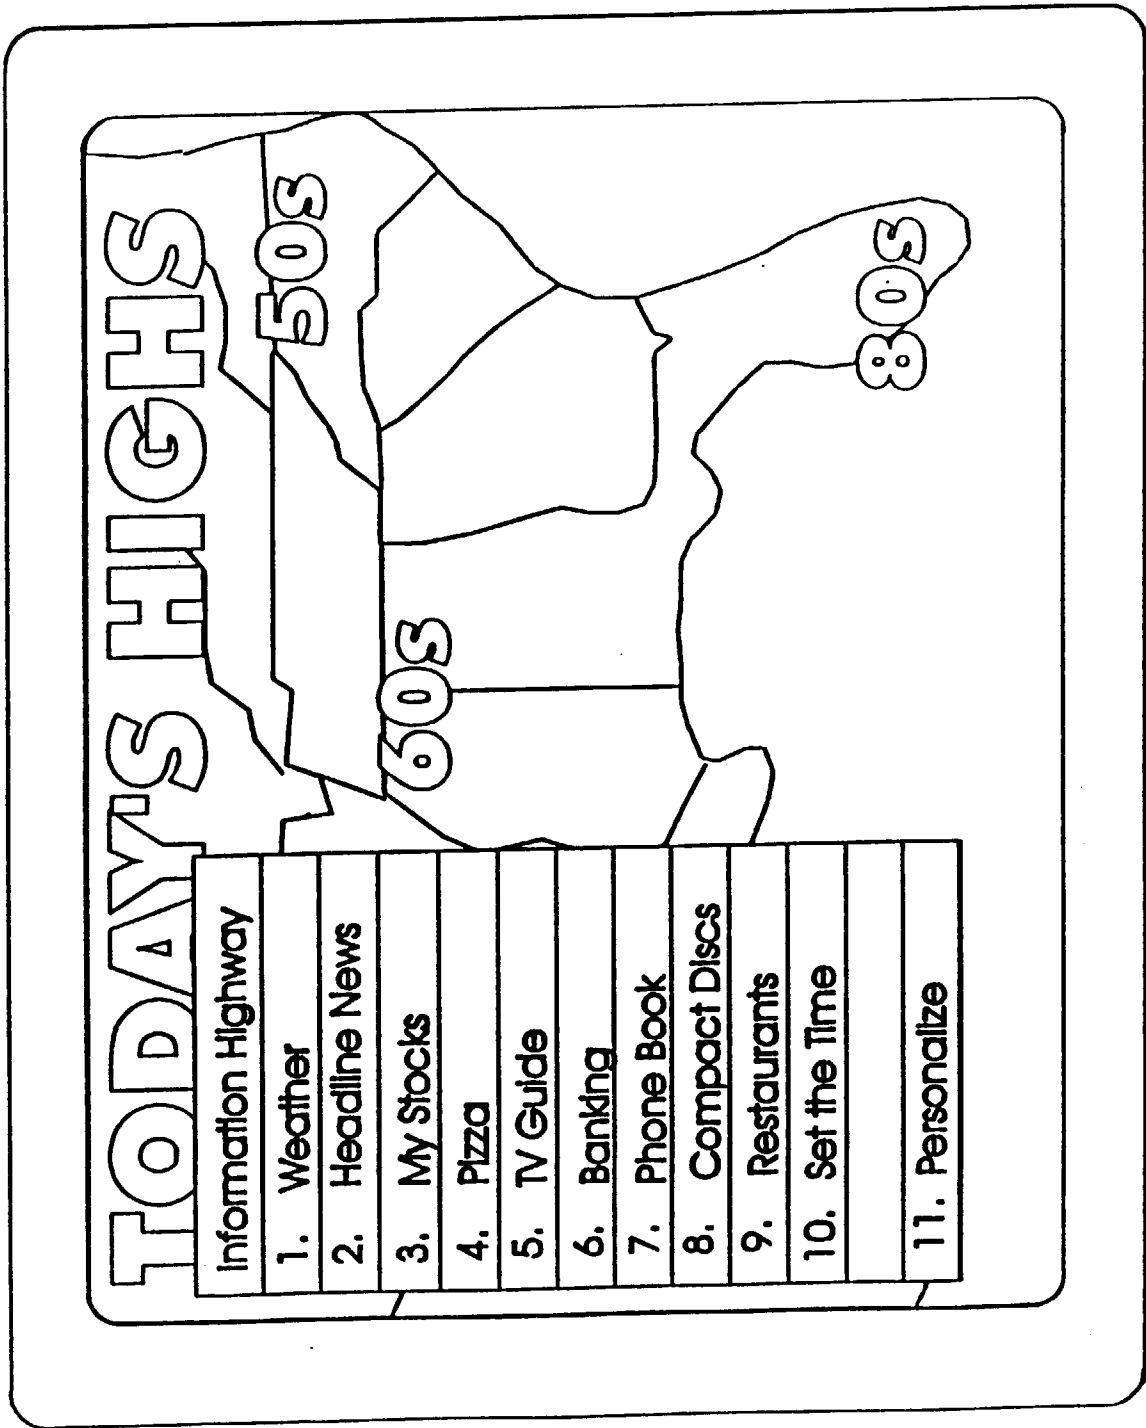 TODAY'S HIGHS
50s
60s
80s
Information Highway
1. Weather
2. Headline News
3. My Stocks
4. Pizza
5. TV Guide
6. Banking
7. Phone Book
8. Compact Discs
9. Restaurants
10. Set the Time
11. Personalize